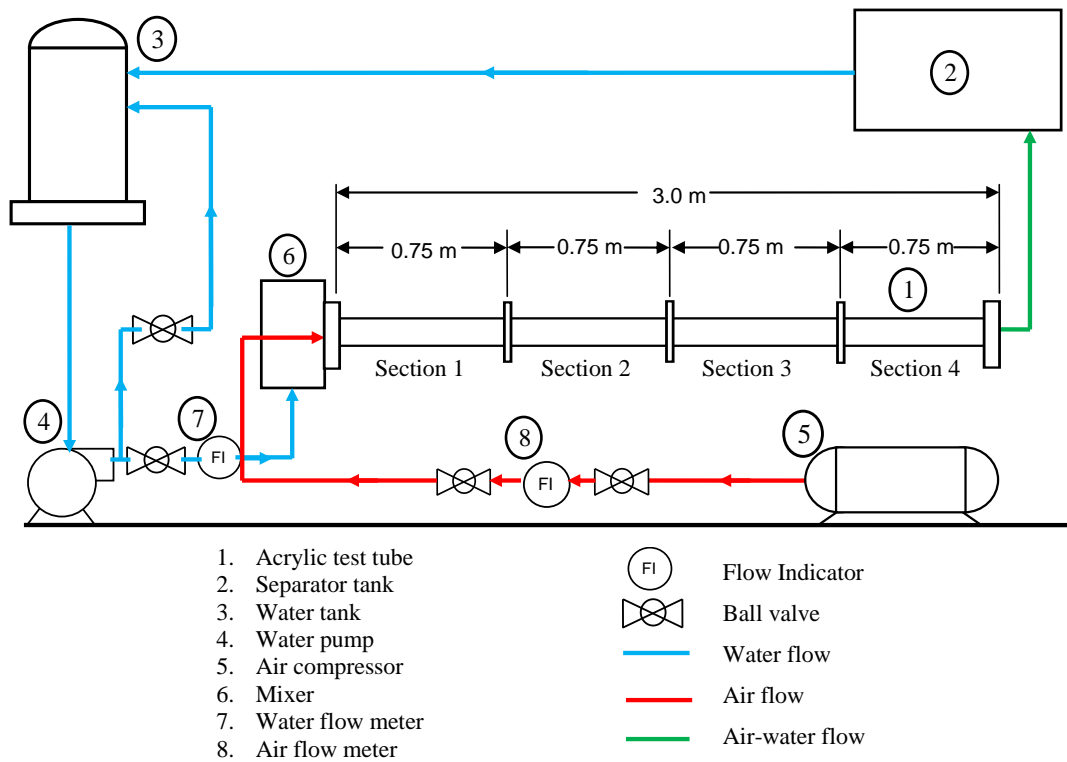 3
2
3.0 m
0.75 m
0.75 m
0.75 m
0.75 m
6
1
Section 1
Section 2
Section 3
Section 4
4
7
8
5
FI
FI
1. Acrylic test tube
2. Separator tank
3. Water tank
4. Water pump
5. Air compressor
6. Mixer
7. Water flow meter
8. Air flow meter
FI
Flow Indicator
Ball valve
Water flow
Air flow
Air-water flow